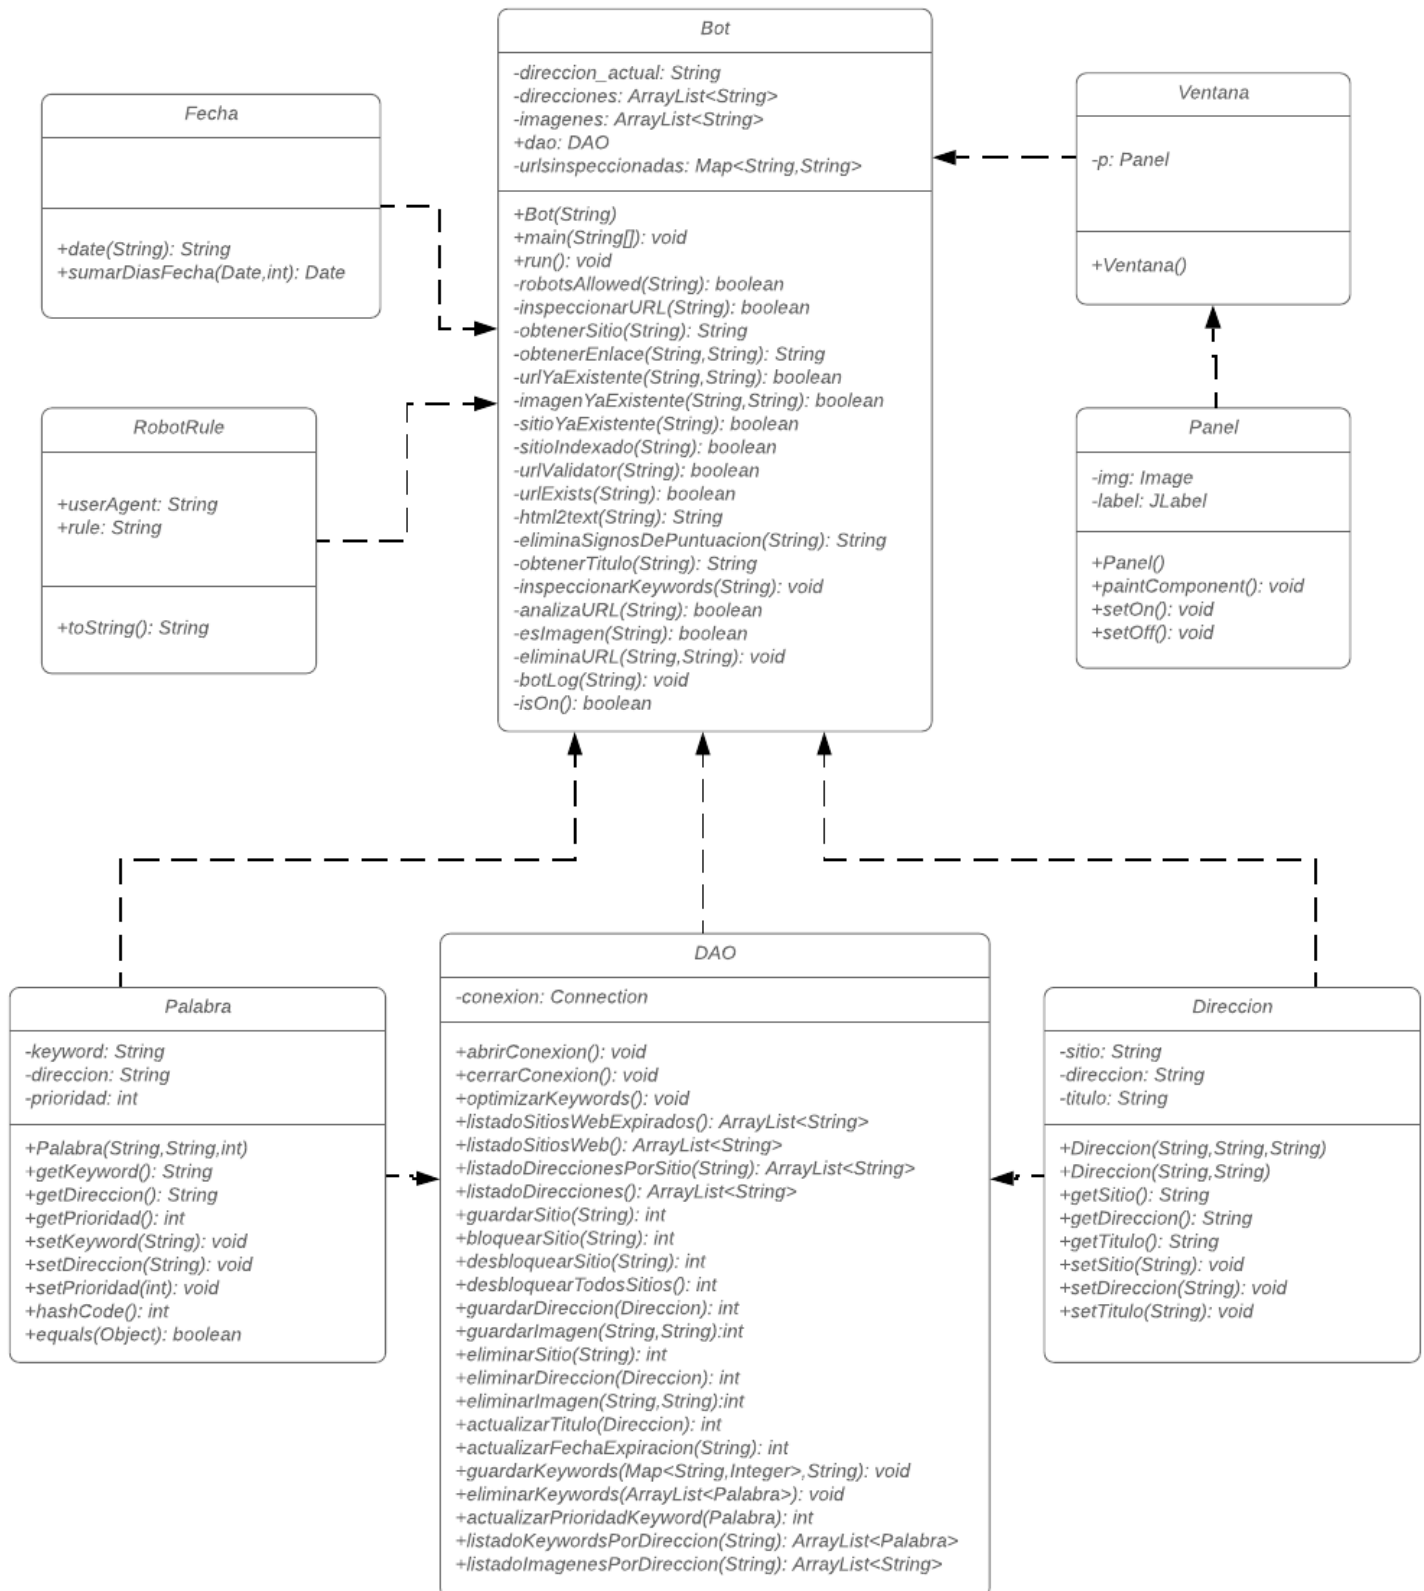 Bot
-direccion_actual: String
-direcciones: ArrayList<String>
-imagenes: ArrayList<String>
+dao: DAO
-urlsinspeccionadas: Map<String,String>
+Bot(String)
+main(String[]): void
+run(): void
-robotsAllowed(String): boolean
-inspeccionarURL(String): boolean
-obtenerSitio(String): String
-obtenerEnlace(String,String): String
-urlYaExistente(String,String): boolean
-imagenYaExistente(String,String): boolean
-sitioYaExistente(String): boolean
-sitioIndexado(String): boolean
-urlValidator(String): boolean
-urlExists(String): boolean
-html2text(String): String
-eliminaSignosDePuntuacion(String): String
-obtenerTitulo(String): String
-inspeccionarKeywords(String): void
-analizaURL(String): boolean
-esImagen(String): boolean
-eliminaURL(String,String): void
-botLog(String): void
-isOn(): boolean
Fecha
+date(String): String
+sumarDiasFecha(Date,int): Date
RobotRule
+userAgent: String
+rule: String
+toString(): String
Ventana
-p: Panel
+Ventana()
Panel
-img: Image
-label: JLabel
+Panel()
+paintComponent(): void
+setOn(): void
+setOff(): void
Palabra
-keyword: String
-direccion: String
-prioridad: int
+Palabra(String,String,int)
+getKeyword(): String
+getDireccion(): String
+getPrioridad(): int
+setKeyword(String): void
+setDireccion(String): void
+setPrioridad(int): void
+hashCode(): int
+equals(Object): boolean
DAO
-conexion: Connection
+abrirConexion(): void
+cerrarConexion(): void
+optimizarKeywords(): void
+listadoSitiosWebExpirados(): ArrayList<String>
+listadoSitiosWeb(): ArrayList<String>
+listadoDireccionesPorSitio(String): ArrayList<String>
+listadoDirecciones(): ArrayList<String>
+guardarSitio(String): int
+bloquearSitio(String): int
+desbloquearSitio(String): int
+desbloquearTodosSitios(): int
+guardarDireccion(Direccion): int
+guardarImagen(String,String):int
+eliminarSitio(String): int
+eliminarDireccion(Direccion): int
+eliminarImagen(String,String):int
+actualizarTitulo(Direccion): int
+actualizarFechaExpiracion(String): int
+guardarKeywords(Map<String,Integer>,String): void
+eliminarKeywords(ArrayList<Palabra>): void
+actualizarPrioridadKeyword(Palabra): int
+listadoKeywordsPorDireccion(String): ArrayList<Palabra>
+listadoImagenesPorDireccion(String): ArrayList<String>
Direccion
-sitio: String
-direccion: String
-titulo: String
+Direccion(String,String,String)
+Direccion(String,String)
+getSitio(): String
+getDireccion(): String
+getTitulo(): String
+setSitio(String): void
+setDireccion(String): void
+setTitulo(String): void